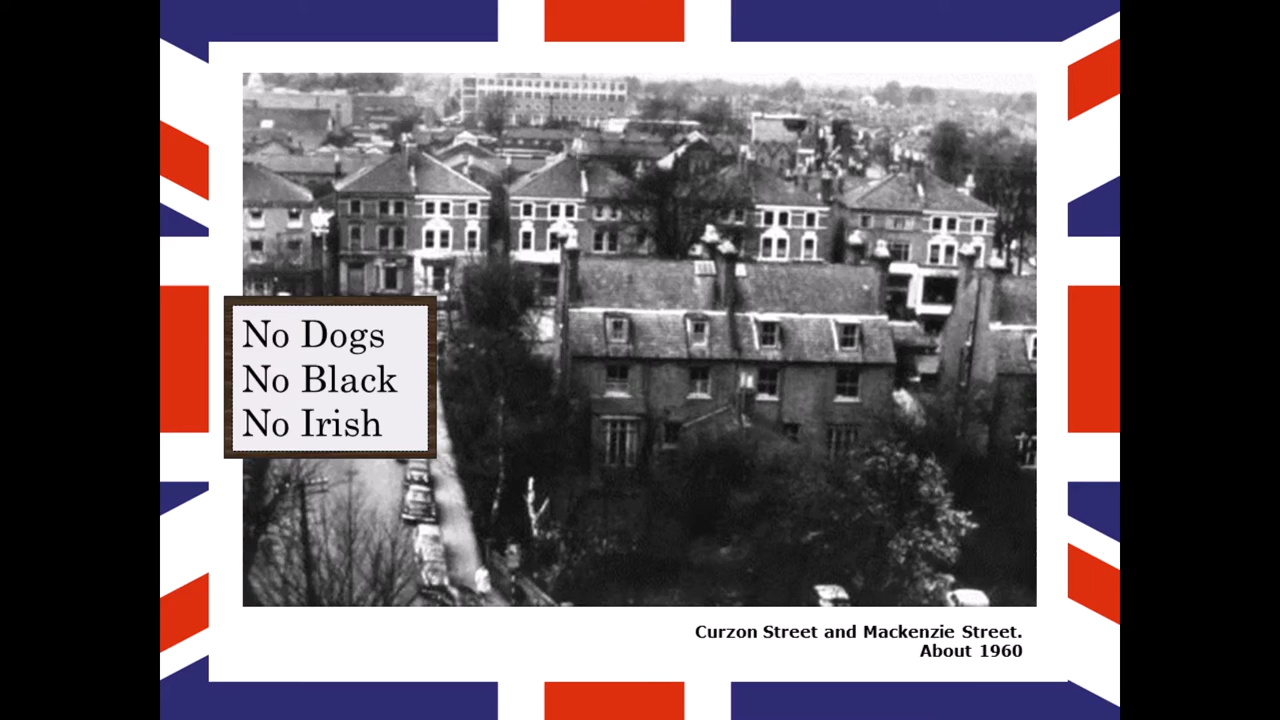 No Dogs
No Black
No Irish
Curzon Street and Mackenzie Street.
About 1960